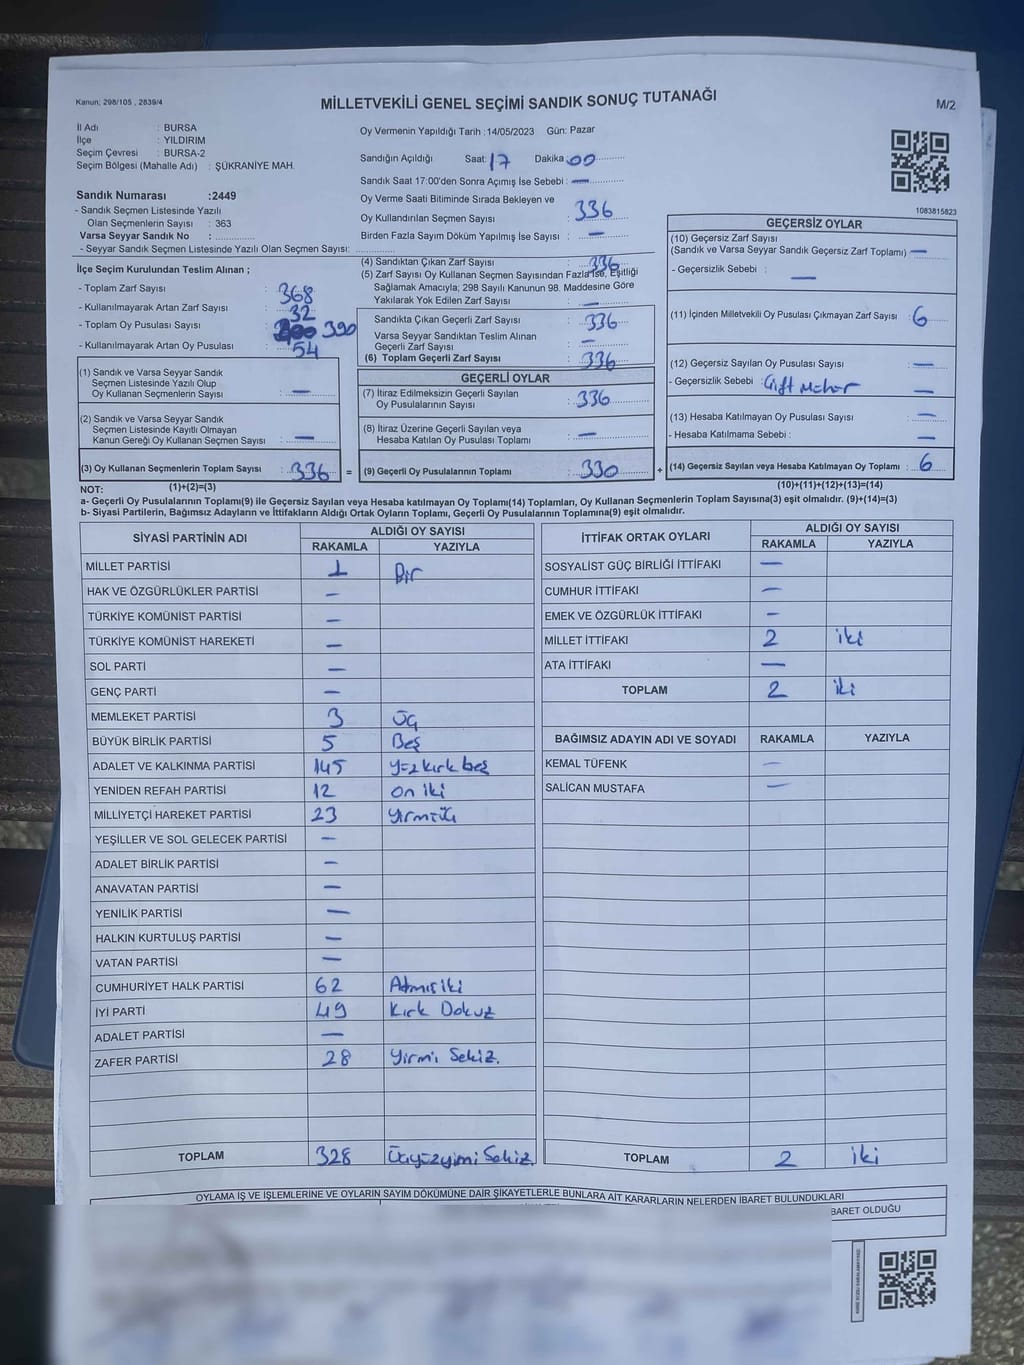 Kanun; 298/105 , 2839/4
MİLLETVEKİLİ GENEL SEÇİMİ SANDIK SONUÇ TUTANAĞI
M/2
İl Adı : BURSA
İlçe : YILDIRIM
Seçim Çevresi : BURSA-2
Seçim Bölgesi (Mahalle Adı) : ŞÜKRANİYE MAH.
Sandık Numarası :2449
- Sandık Seçmen Listesinde Yazılı
Olan Seçmenlerin Sayısı : 363
Varsa Seyyar Sandık No :
- Seyyar Sandık Seçmen Listesinde Yazılı Olan Seçmen Sayısı:
Oy Vermenin Yapıldığı Tarih :14/05/2023 Gün: Pazar
Sandığın Açıldığı Saat: 17 Dakika 00
Sandık Saat 17:00'den Sonra Açmış İse Sebebi : —
Oy Verme Saati Bitiminde Sırada Bekleyen ve
Oy Kullandırılan Seçmen Sayısı : 336
Birden Fazla Sayım Döküm Yapılmış İse Sayısı : —
1083815823
İlçe Seçim Kurulundan Teslim Alınan ;
- Toplam Zarf Sayısı : 368
- Kullanılmayarak Artan Zarf Sayısı : 32
- Toplam Oy Pusulası Sayısı : 390
- Kullanılmayarak Artan Oy Pusulası : 54
(4) Sandıktan Çıkan Zarf Sayısı : 336
(5) Zarf Sayısı Oy Kullanan Seçmen Sayısından Fazla İse, Eşitliği
Sağlamak Amacıyla; 298 Sayılı Kanunun 98. Maddesine Göre
Yakılarak Yok Edilen Zarf Sayısı : —
Sandıkta Çıkan Geçerli Zarf Sayısı : 336
Varsa Seyyar Sandıktan Teslim Alınan
Geçerli Zarf Sayısı : —
(6) Toplam Geçerli Zarf Sayısı : 336
(1) Sandık ve Varsa Seyyar Sandık
Seçmen Listesinde Yazılı Olup
Oy Kullanan Seçmenlerin Sayısı : —
(2) Sandık ve Varsa Seyyar Sandık
Seçmen Listesinde Kayıtlı Olmayan
Kanun Gereği Oy Kullanan Seçmen Sayısı : —
(3) Oy Kullanan Seçmenlerin Toplam Sayısı : 336 =
GEÇERLİ OYLAR
(7) İtiraz Edilmeksizin Geçerli Sayılan
Oy Pusulalarının Sayısı : 336
(8) İtiraz Üzerine Geçerli Sayılan veya
Hesaba Katılan Oy Pusulası Toplamı : —
(9) Geçerli Oy Pusulalarının Toplamı : 330 +
GEÇERSİZ OYLAR
(10) Geçersiz Zarf Sayısı
(Sandık ve Varsa Seyyar Sandık Geçersiz Zarf Toplamı) —
- Geçersizlik Sebebi : —
(11) İçinden Milletvekili Oy Pusulası Çıkmayan Zarf Sayısı : 6
(12) Geçersiz Sayılan Oy Pusulası Sayısı : —
- Geçersizlik Sebebi Çift Mühür —
(13) Hesaba Katılmayan Oy Pusulası Sayısı : —
- Hesaba Katılmama Sebebi : —
(14) Geçersiz Sayılan veya Hesaba Katılmayan Oy Toplamı : 6
NOT: (1)+(2)=(3)
(10)+(11)+(12)+(13)=(14)
a- Geçerli Oy Pusulalarının Toplamı(9) ile Geçersiz Sayılan veya Hesaba katılmayan Oy Toplamı(14) Toplamları, Oy Kullanan Seçmenlerin Toplam Sayısına(3) eşit olmalıdır. (9)+(14)=(3)
b- Siyasi Partilerin, Bağımsız Adayların ve İttifakların Aldığı Ortak Oyların Toplamı, Geçerli Oy Pusulalarının Toplamına(9) eşit olmalıdır.
SİYASİ PARTİNİN ADI ALDIĞI OY SAYISI
RAKAMLA YAZIYLA
MİLLET PARTİSİ 1 Bir
HAK VE ÖZGÜRLÜKLER PARTİSİ —
TÜRKİYE KOMÜNİST PARTİSİ —
TÜRKİYE KOMÜNİST HAREKETİ —
SOL PARTİ —
GENÇ PARTİ —
MEMLEKET PARTİSİ 3 Üç
BÜYÜK BİRLİK PARTİSİ 5 Beş
ADALET VE KALKINMA PARTİSİ 145 yüzkırk beş
YENİDEN REFAH PARTİSİ 12 on iki
MİLLİYETÇİ HAREKET PARTİSİ 23 yirmiüç
YEŞİLLER VE SOL GELECEK PARTİSİ —
ADALET BİRLİK PARTİSİ —
ANAVATAN PARTİSİ —
YENİLİK PARTİSİ —
HALKIN KURTULUŞ PARTİSİ —
VATAN PARTİSİ —
CUMHURİYET HALK PARTİSİ 62 Atmışiki
İYİ PARTİ 49 Kırk Dokuz
ADALET PARTİSİ —
ZAFER PARTİSİ 28 Yirmi Sekiz.
TOPLAM 328 Üçyüzyimi Sekiz.
İTTİFAK ORTAK OYLARI ALDIĞI OY SAYISI
RAKAMLA YAZIYLA
SOSYALİST GÜÇ BİRLİĞİ İTTİFAKI —
CUMHUR İTTİFAKI —
EMEK VE ÖZGÜRLÜK İTTİFAKI —
MİLLET İTTİFAKI 2 iki
ATA İTTİFAKI —
TOPLAM 2 iki
BAĞIMSIZ ADAYIN ADI VE SOYADI RAKAMLA YAZIYLA
KEMAL TÜFENK —
SALİCAN MUSTAFA —
TOPLAM 2 iki
OYLAMA İŞ VE İŞLEMLERİNE VE OYLARIN SAYIM DÖKÜMÜNE DAİR ŞİKAYETLERLE BUNLARA AİT KARARLARIN NELERDEN İBARET BULUNDUKLARI
BARET OLDUĞU